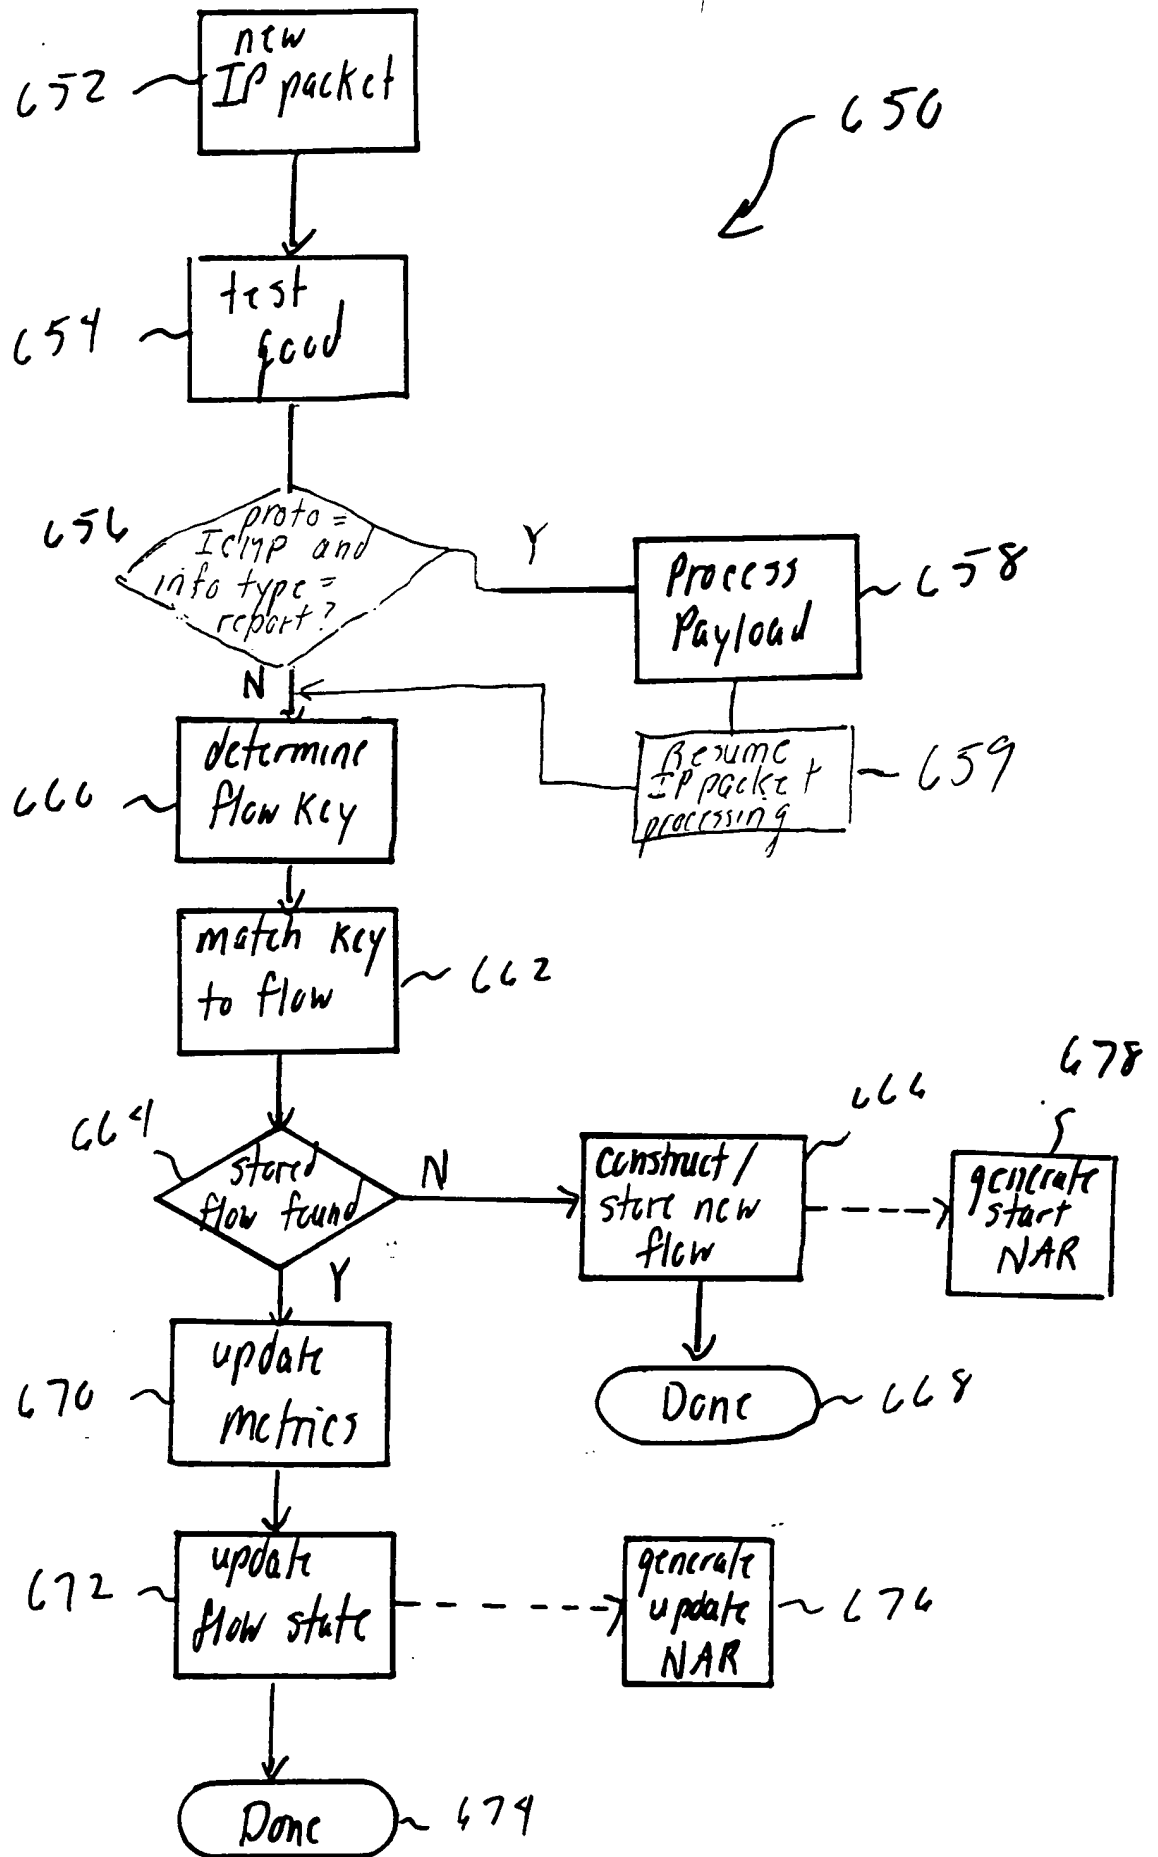 new
IP packet
652
650
test
good
654
656
proto =
ICMP and
info type =
report?
Y
Process
Payload
658
N
Resume
IP packet
processing
659
determine
flow key
660
match key
to flow
662
664
stored
flow found
N
Y
construct/
store new
flow
666
678
generate
start
NAR
update
metrics
670
Done
668
update
flow state
672
generate
update
NAR
676
Done
674